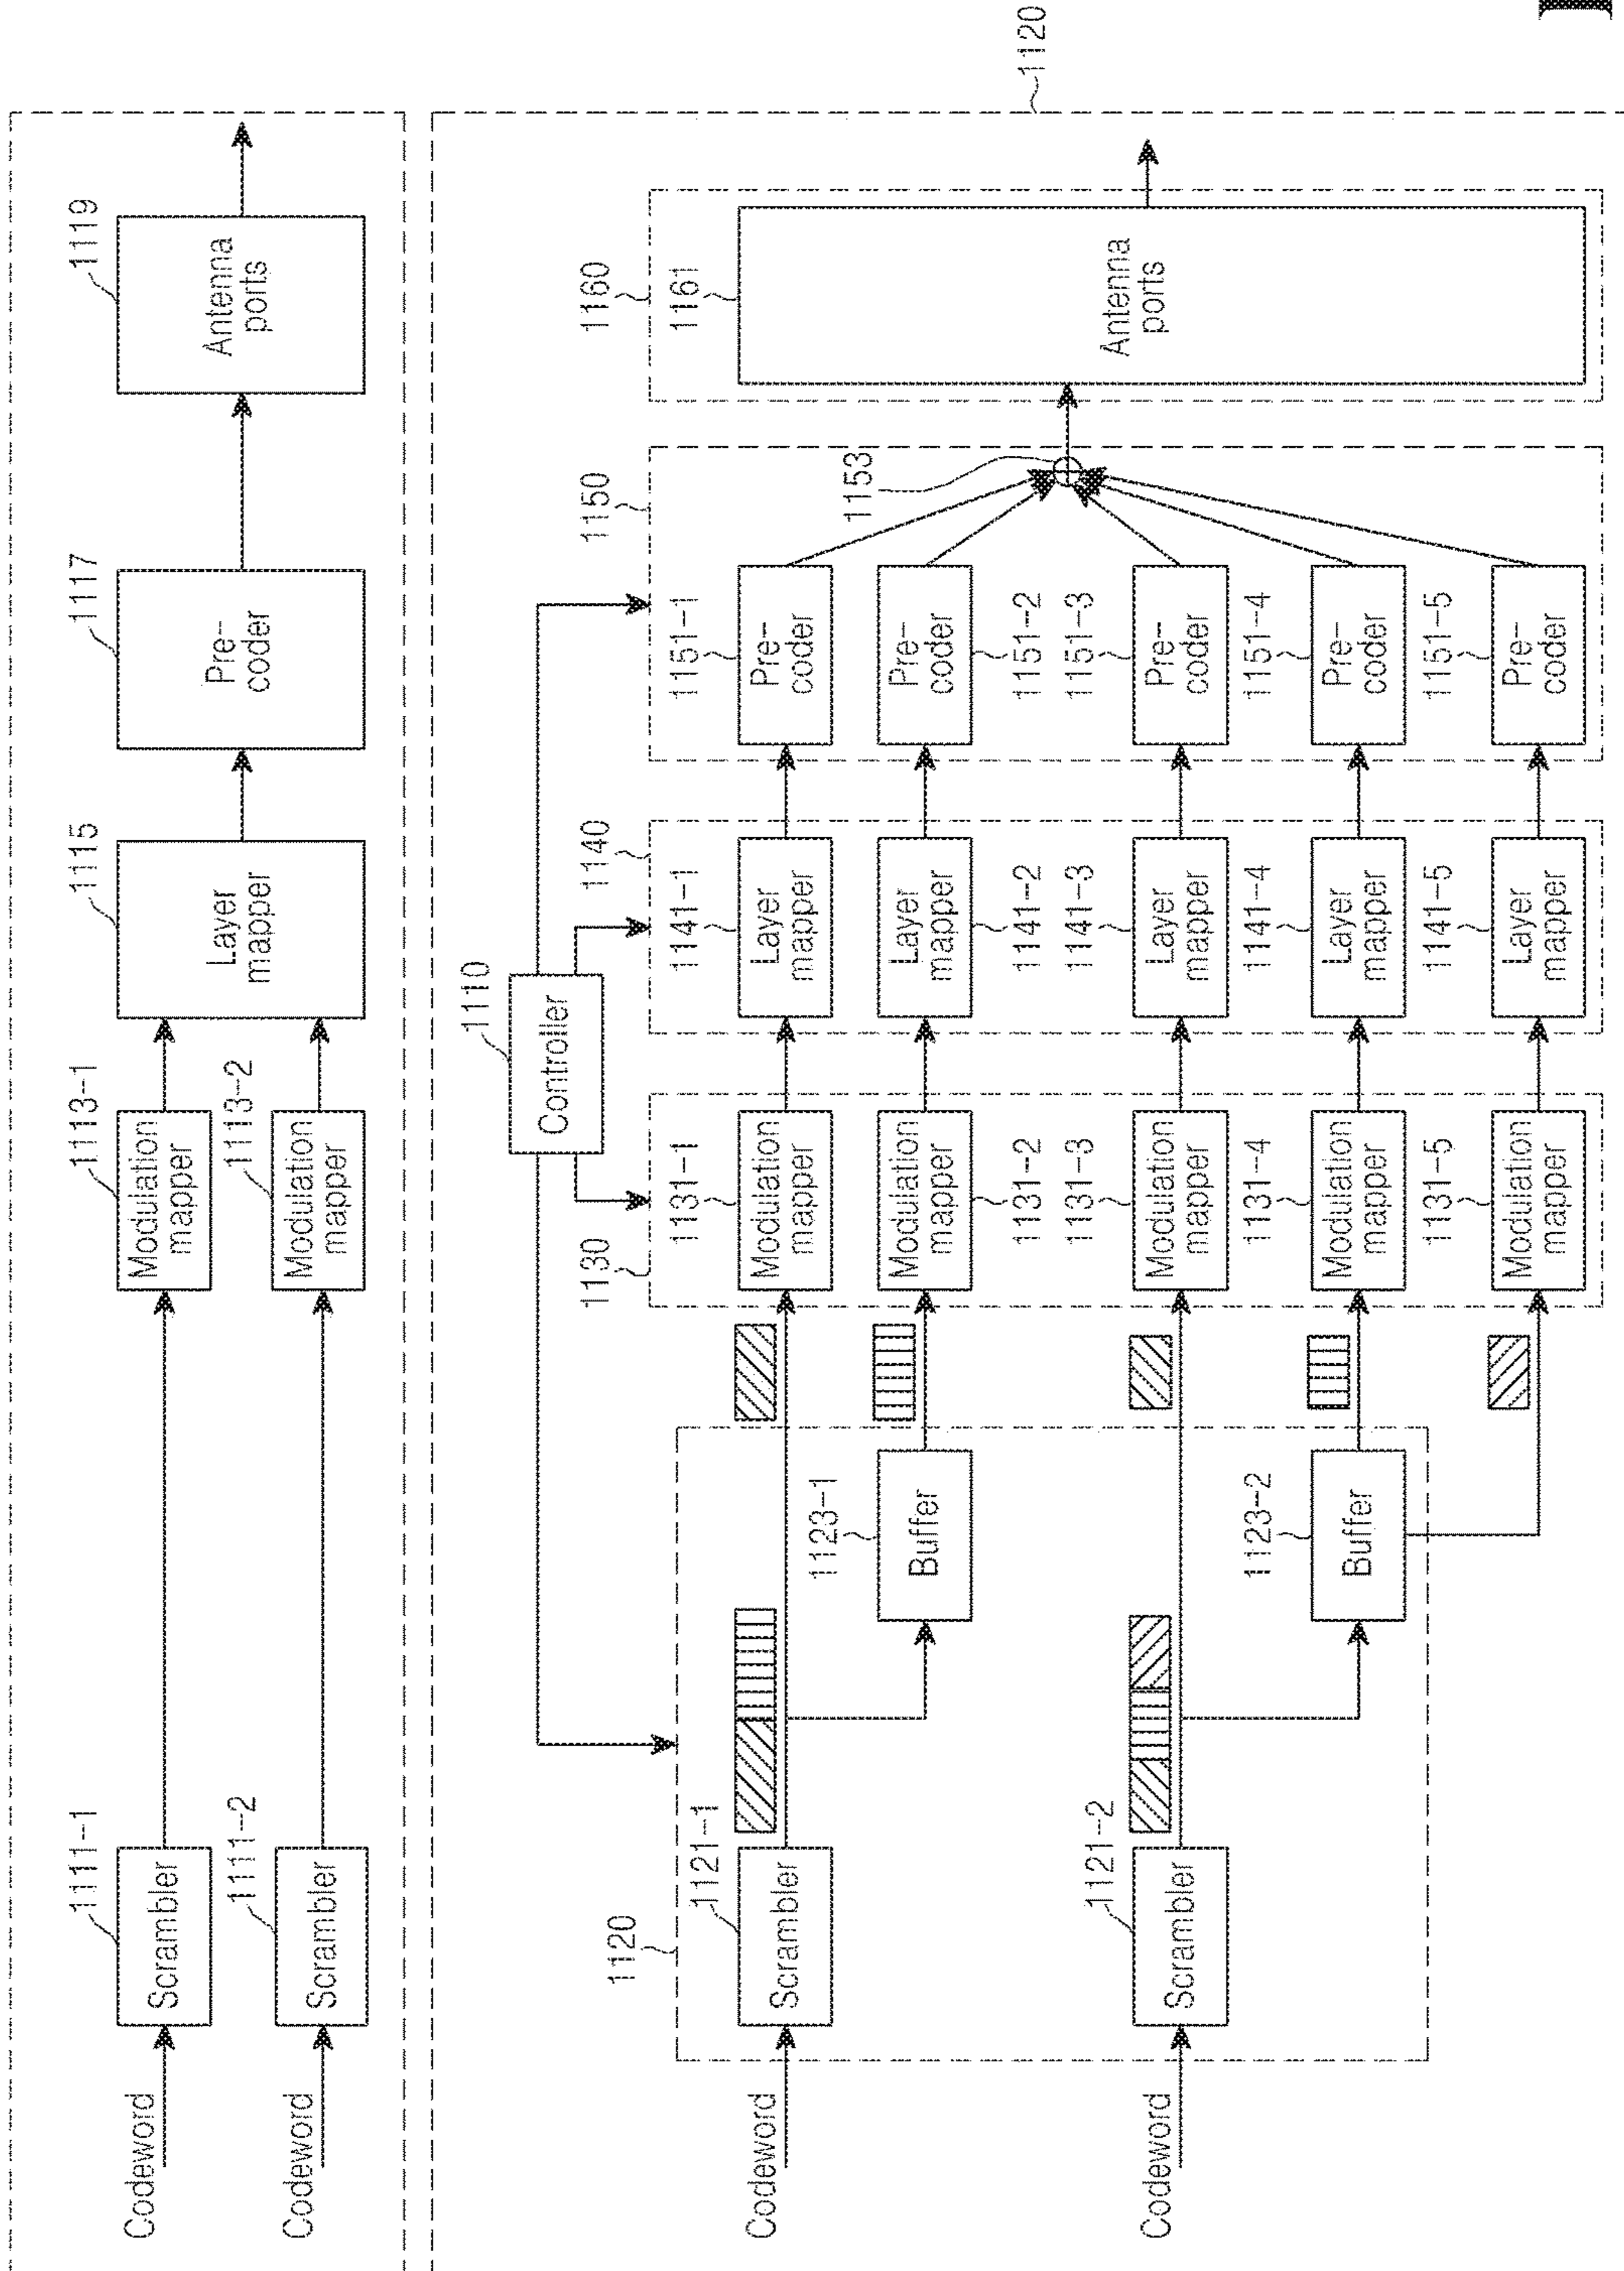 Codeword
Scrambler
1111-1
Modulation
mapper
1113-1
Layer
mapper
1115
Pre-
coder
1117
Antenna
ports
1119
Codeword
Scrambler
1111-2
Modulation
mapper
1113-2
1120
Controller
1110
1120
1130
1140
1150
1160
Codeword
Scrambler
1121-1
Buffer
1123-1
Modulation
mapper
1131-1
Layer
mapper
1141-1
Pre-
coder
1151-1
1153
Antenna
ports
1161
Modulation
mapper
1131-2
Layer
mapper
1141-2
Pre-
coder
1151-2
Codeword
Scrambler
1121-2
Buffer
1123-2
Modulation
mapper
1131-3
Layer
mapper
1141-3
Pre-
coder
1151-3
Modulation
mapper
1131-4
Layer
mapper
1141-4
Pre-
coder
1151-4
Modulation
mapper
1131-5
Layer
mapper
1141-5
Pre-
coder
1151-5